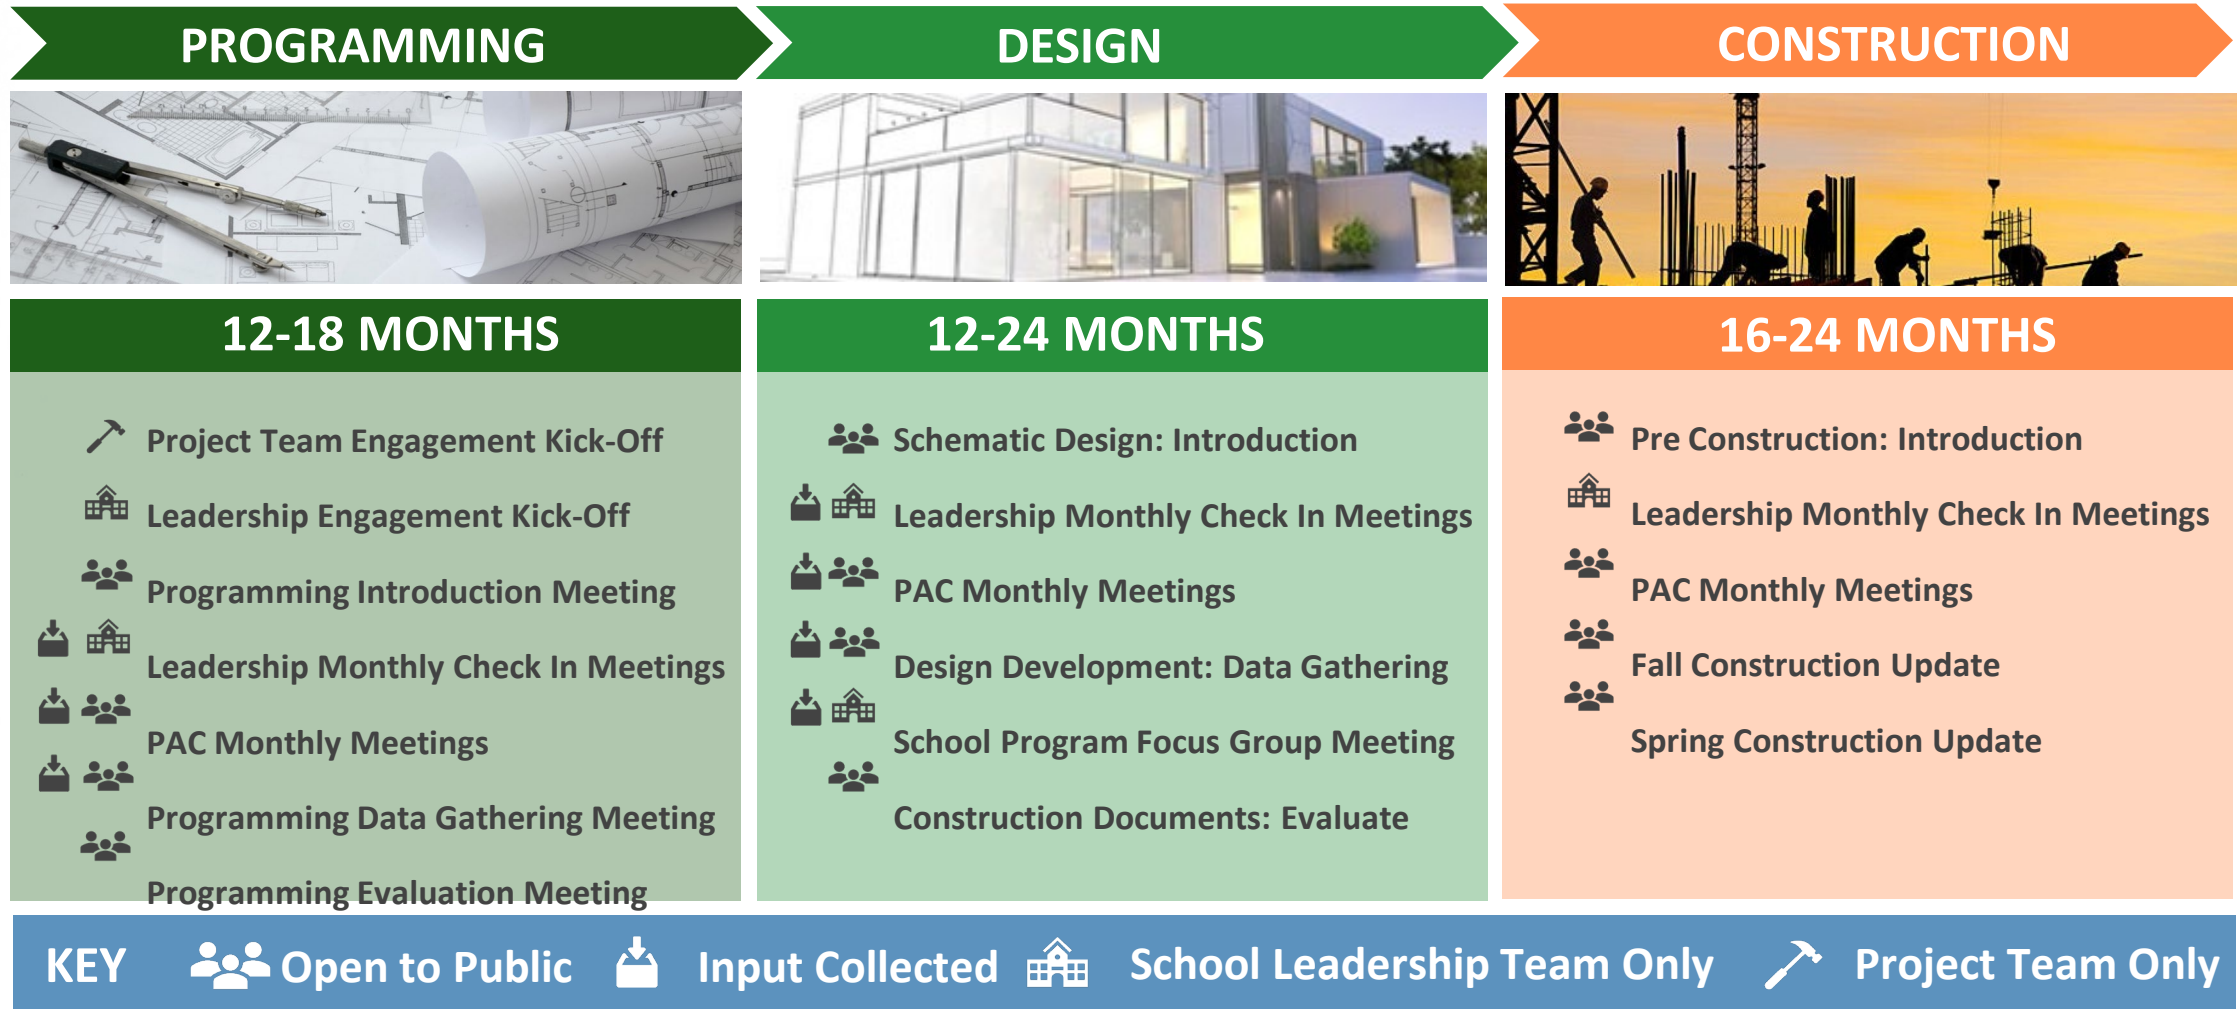 PROGRAMMING
DESIGN
CONSTRUCTION
12-18 MONTHS
12-24 MONTHS
16-24 MONTHS
Project Team Engagement Kick-Off
Leadership Engagement Kick-Off
Programming Introduction Meeting
Leadership Monthly Check In Meetings
PAC Monthly Meetings
Programming Data Gathering Meeting
Programming Evaluation Meeting
Schematic Design: Introduction
Leadership Monthly Check In Meetings
PAC Monthly Meetings
Design Development: Data Gathering
School Program Focus Group Meeting
Construction Documents: Evaluate
Pre Construction: Introduction
Leadership Monthly Check In Meetings
PAC Monthly Meetings
Fall Construction Update
Spring Construction Update
KEY Open to Public Input Collected School Leadership Team Only Project Team Only